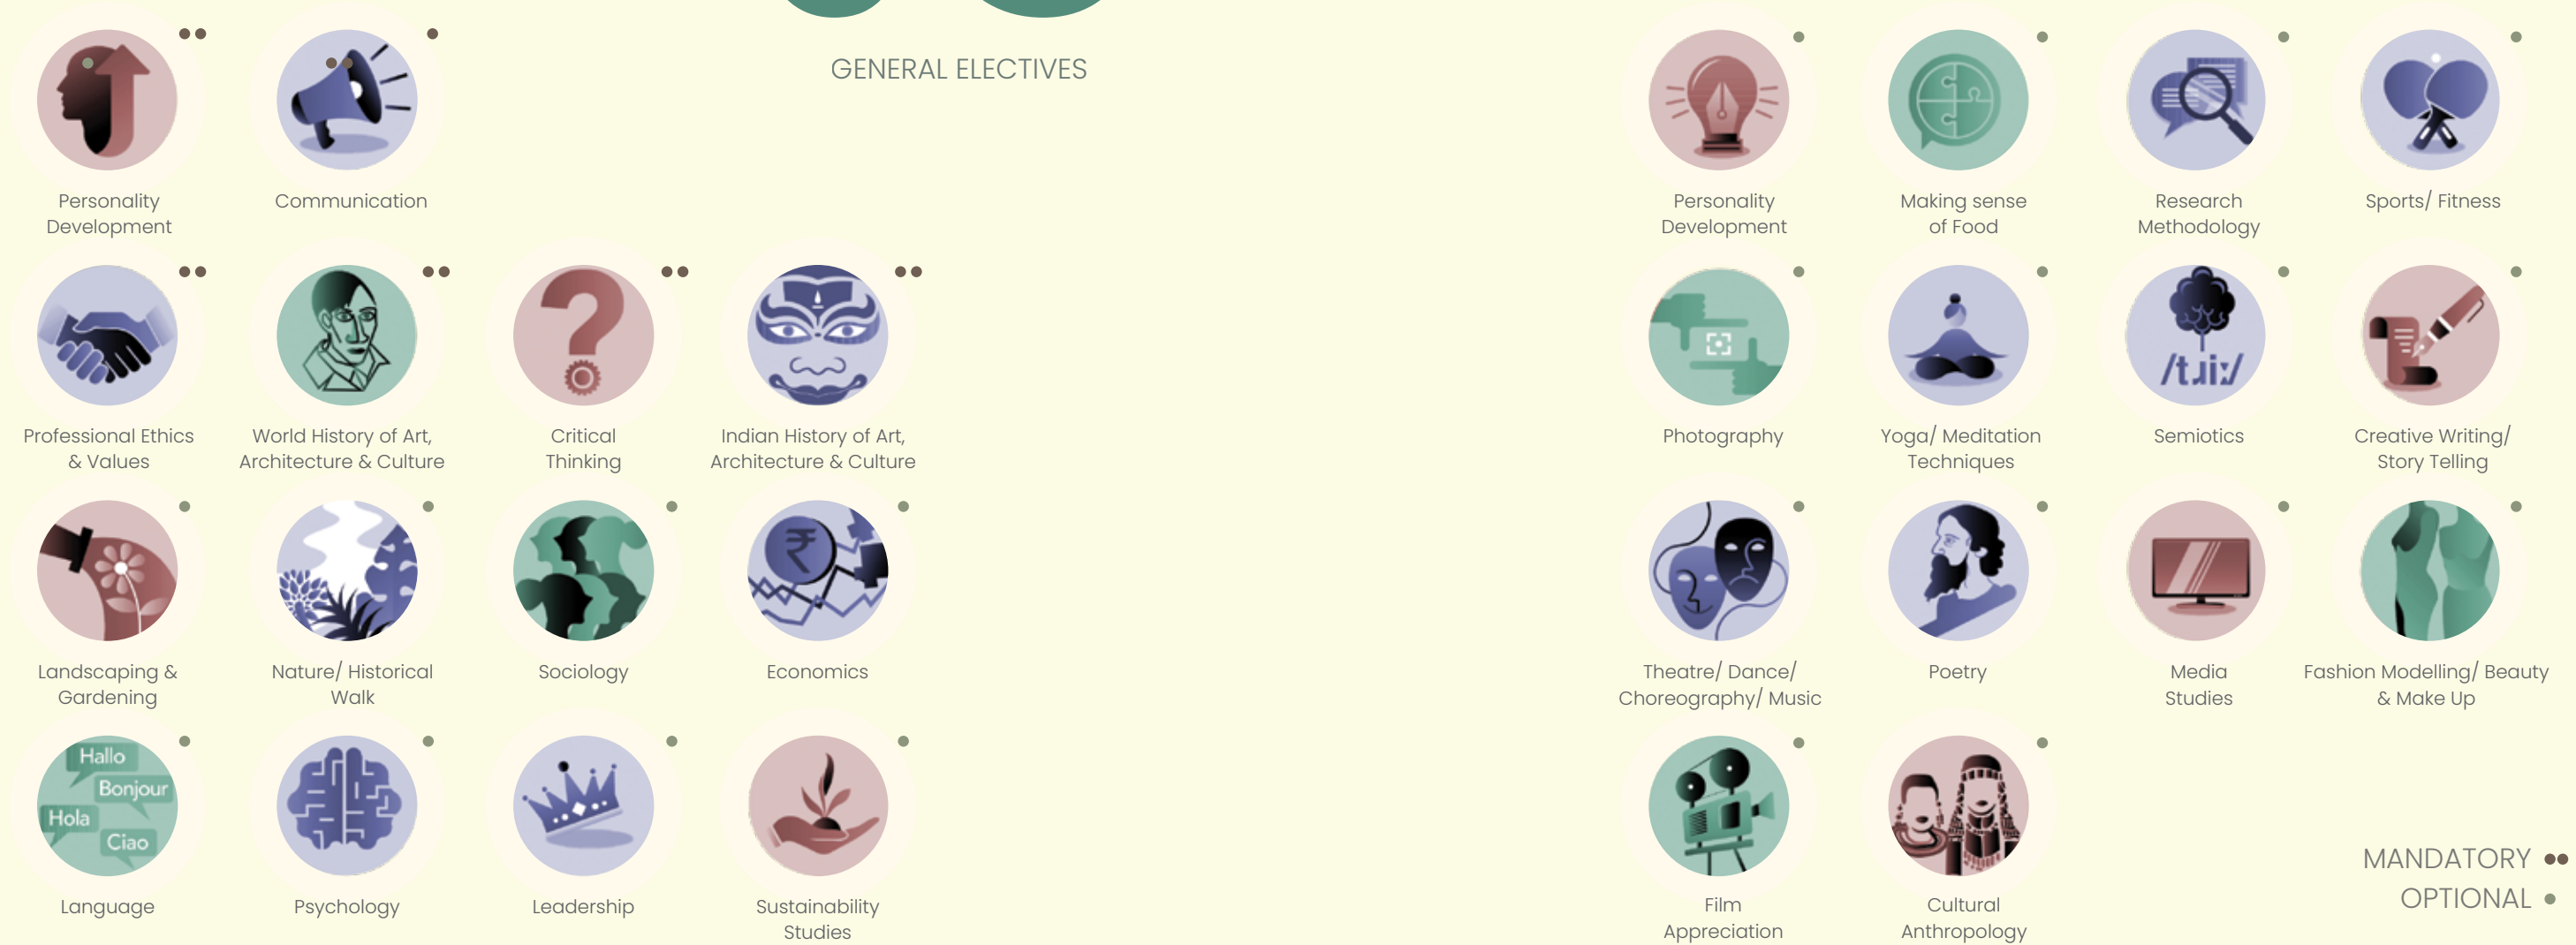 GENERAL ELECTIVES
Personality
Development
Communication
Professional Ethics
& Values
World History of Art,
Architecture & Culture
Critical
Thinking
Indian History of Art,
Architecture & Culture
Landscaping &
Gardening
Nature/ Historical
Walk
Sociology
₹
Economics
Hallo
Bonjour
Hola
Ciao
Language
Psychology
Leadership
Sustainability
Studies
Personality
Development
Making sense
of Food
Research
Methodology
Sports/ Fitness
Photography
Yoga/ Meditation
Techniques
/tɹiː/
Semiotics
Creative Writing/
Story Telling
Theatre/ Dance/
Choreography/ Music
Poetry
Media
Studies
Fashion Modelling/ Beauty
& Make Up
Film
Appreciation
Cultural
Anthropology
MANDATORY
OPTIONAL